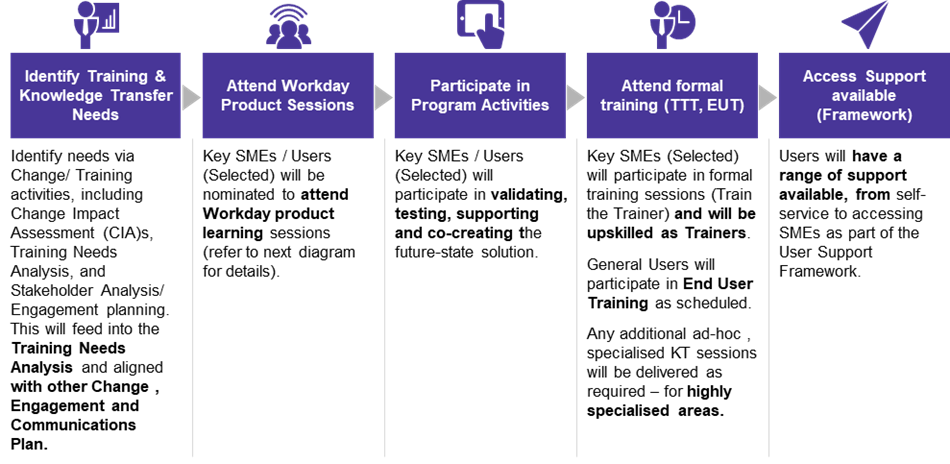 Identify Training &
Knowledge Transfer
Needs
Attend Workday
Product Sessions
Participate in
Program Activities
Attend formal
training (TTT, EUT)
Access Support
available
(Framework)
Identify needs via
Change/ Training
activities, including
Change Impact
Assessment (CIA)s,
Training Needs
Analysis, and
Stakeholder Analysis/
Engagement planning.
This will feed into the
Training Needs
Analysis and aligned
with other Change ,
Engagement and
Communications
Plan.
Key SMEs / Users
(Selected) will be
nominated to attend
Workday product
learning sessions
(refer to next diagram
for details).
Key SMEs / Users
(Selected) will
participate in validating,
testing, supporting
and co-creating the
future-state solution.
Key SMEs (Selected)
will participate in formal
training sessions (Train
the Trainer) and will be
upskilled as Trainers.
General Users will
participate in End User
Training as scheduled.
Any additional ad-hoc ,
specialised KT sessions
will be delivered as
required – for highly
specialised areas.
Users will have a
range of support
available, from self-
service to accessing
SMEs as part of the
User Support
Framework.